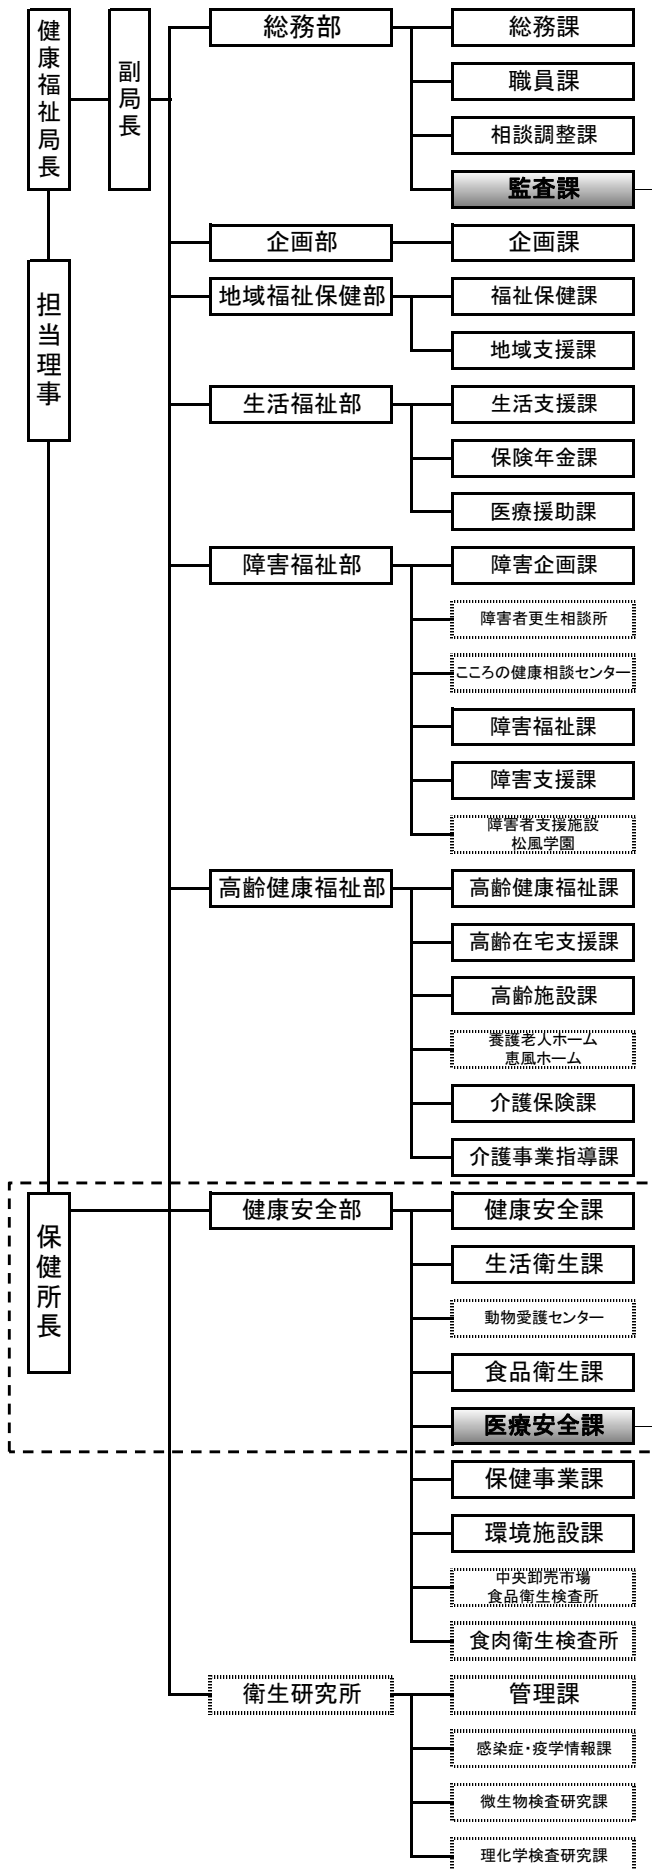 健康福祉局長
副局長
担当理事
保健所長
総務部
総務課
職員課
相談調整課
監査課
企画部
企画課
地域福祉保健部
福祉保健課
地域支援課
生活福祉部
生活支援課
保険年金課
医療援助課
障害福祉部
障害企画課
障害者更生相談所
こころの健康相談センター
障害福祉課
障害支援課
障害者支援施設
松風学園
高齢健康福祉部
高齢健康福祉課
高齢在宅支援課
高齢施設課
養護老人ホーム
恵風ホーム
介護保険課
介護事業指導課
健康安全部
健康安全課
生活衛生課
動物愛護センター
食品衛生課
医療安全課
保健事業課
環境施設課
中央卸売市場
食品衛生検査所
食肉衛生検査所
衛生研究所
管理課
感染症・疫学情報課
微生物検査研究課
理化学検査研究課